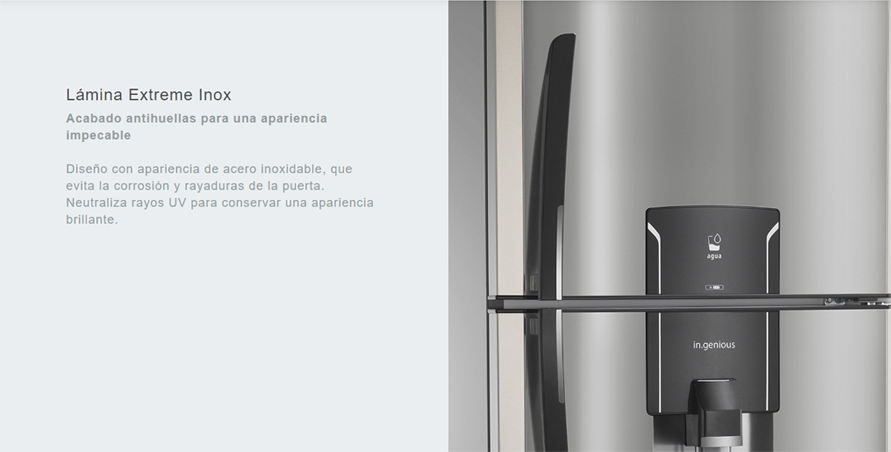 Lámina Extreme Inox
Acabado antihuellas para una apariencia
impecable
Diseño con apariencia de acero inoxidable, que
evita la corrosión y rayaduras de la puerta.
Neutraliza rayos UV para conservar una apariencia
brillante.
agua
in.genious